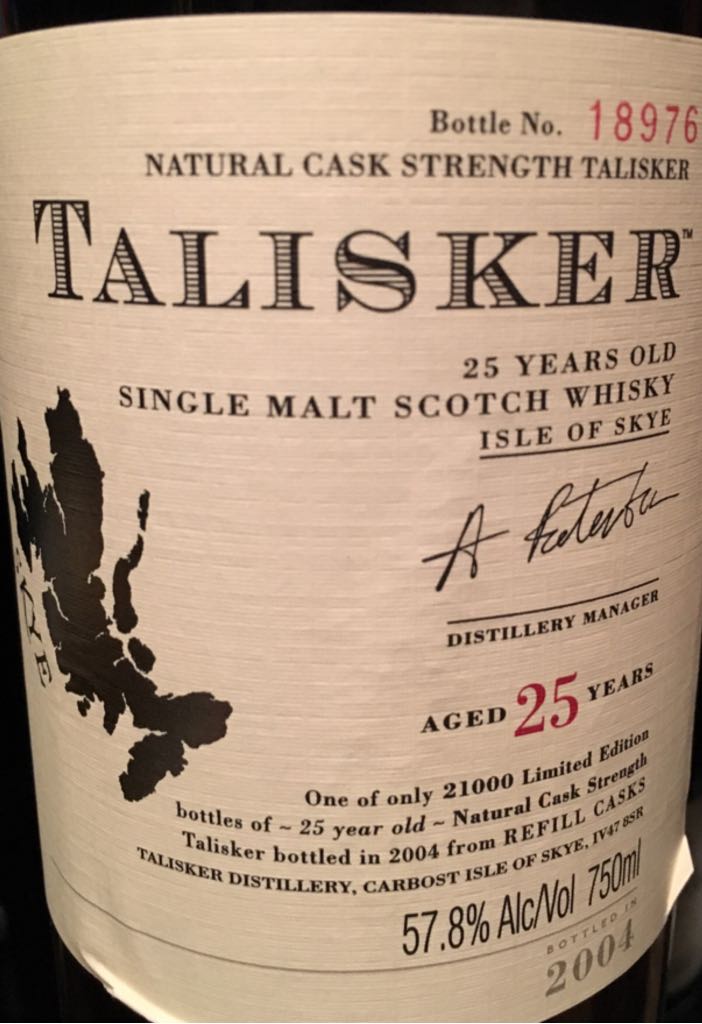 Bottle No. 18976
NATURAL CASK STRENGTH TALISKER
TALISKER™
25 YEARS OLD
SINGLE MALT SCOTCH WHISKY
ISLE OF SKYE
A
DISTILLERY MANAGER
AGED 25 YEARS
One of only 21000 Limited Edition
bottles of ~ 25 year old ~ Natural Cask Strength
Talisker bottled in 2004 from REFILL CASKS
TALISKER DISTILLERY, CARBOST ISLE OF SKYE, IV47 8SR
57.8% Alc/Vol 750ml
BOTTLED IN
2004